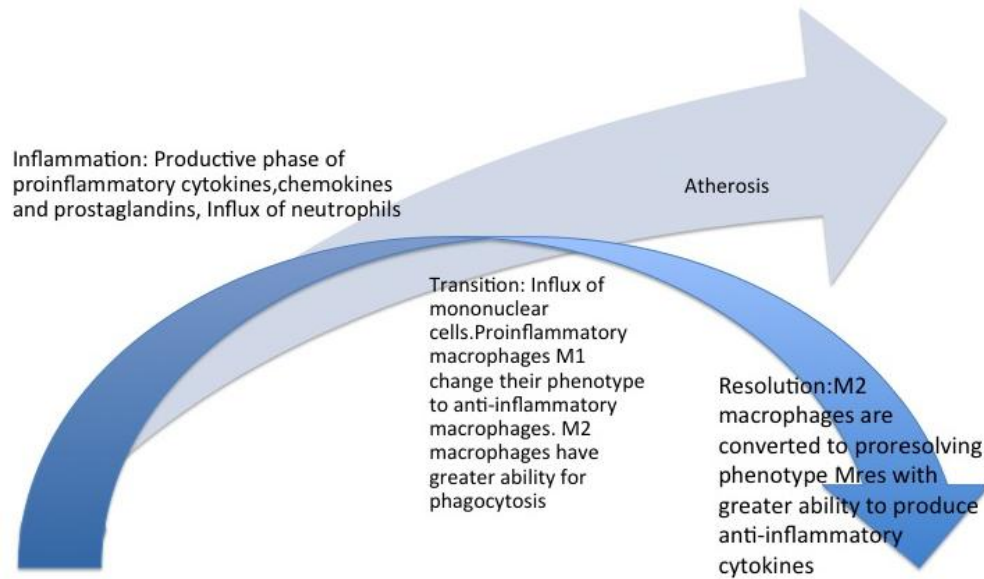 Inflammation: Productive phase of
proinflammatory cytokines,chemokines
and prostaglandins, Influx of neutrophils
Atherosis
Transition: Influx of
mononuclear
cells.Proinflammatory
macrophages M1
change their phenotype
to anti-inflammatory
macrophages. M2
macrophages have
greater ability for
phagocytosis
Resolution:M2
macrophages are
converted to proresolving
phenotype Mres with
greater ability to produce
anti-inflammatory
cytokines